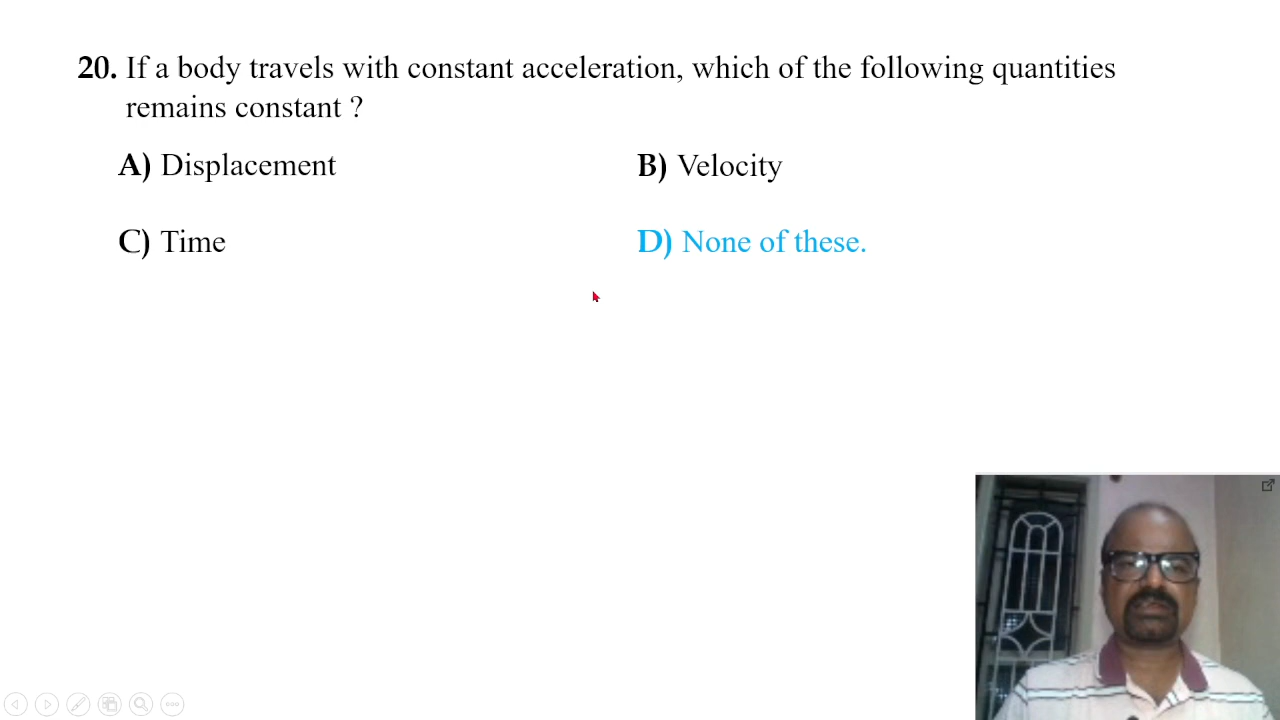 20. If a body travels with constant acceleration, which of the following quantities
remains constant ?
A) Displacement B) Velocity
C) Time D) None of these.